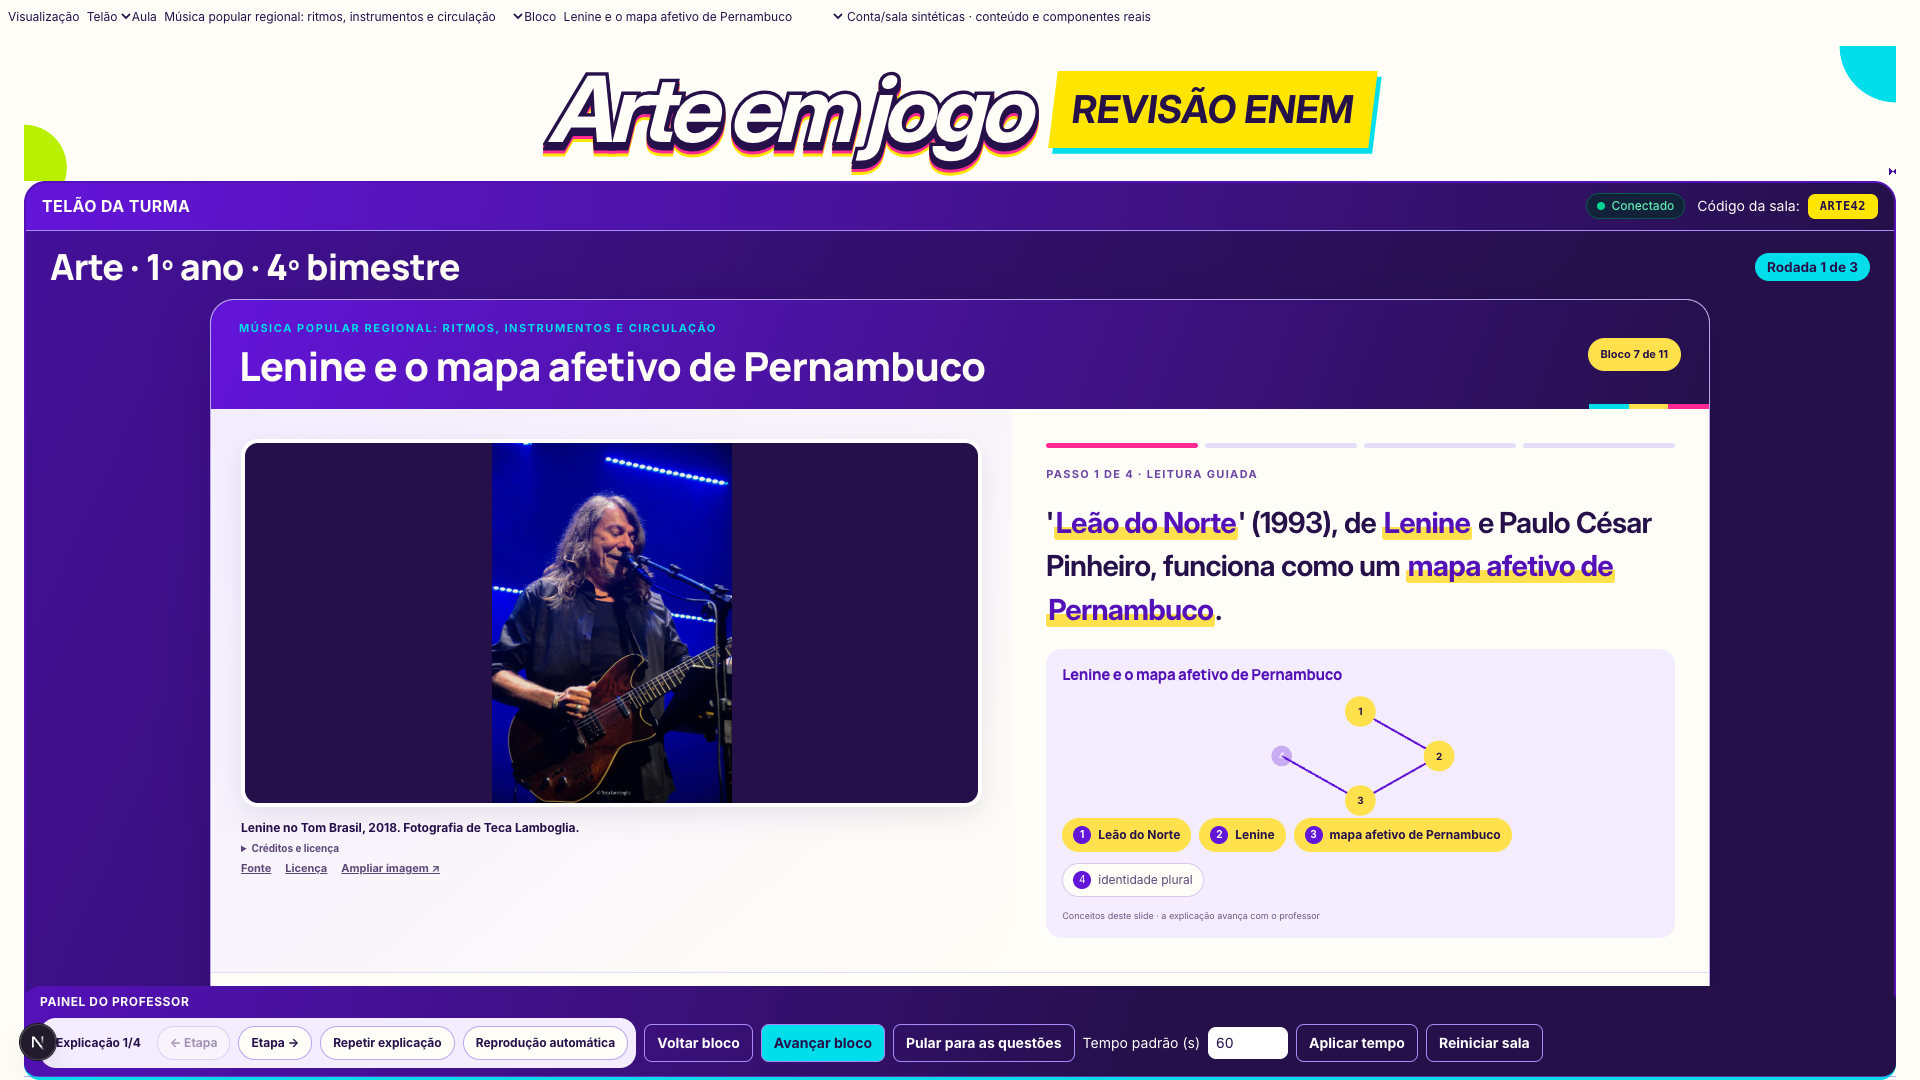 Visualização Telão Aula Música popular regional: ritmos, instrumentos e circulação Bloco Lenine e o mapa afetivo de Pernambuco Conta/sala sintéticas · conteúdo e componentes reais
Arte em jogo REVISÃO ENEM
TELÃO DA TURMA Conectado Código da sala: ARTE42
Arte · 1º ano · 4º bimestre Rodada 1 de 3
MÚSICA POPULAR REGIONAL: RITMOS, INSTRUMENTOS E CIRCULAÇÃO
Lenine e o mapa afetivo de Pernambuco Bloco 7 de 11
PASSO 1 DE 4 · LEITURA GUIADA
'Leão do Norte' (1993), de Lenine e Paulo César
Pinheiro, funciona como um mapa afetivo de
Pernambuco.
Lenine e o mapa afetivo de Pernambuco
1
2
3
1 Leão do Norte 2 Lenine 3 mapa afetivo de Pernambuco
4 identidade plural
Conceitos deste slide · a explicação avança com o professor
Lenine no Tom Brasil, 2018. Fotografia de Teca Lamboglia.
Créditos e licença
Fonte Licença Ampliar imagem ↗
PAINEL DO PROFESSOR
N Explicação 1/4 ← Etapa Etapa → Repetir explicação Reprodução automática Voltar bloco Avançar bloco Pular para as questões Tempo padrão (s) 60 Aplicar tempo Reiniciar sala